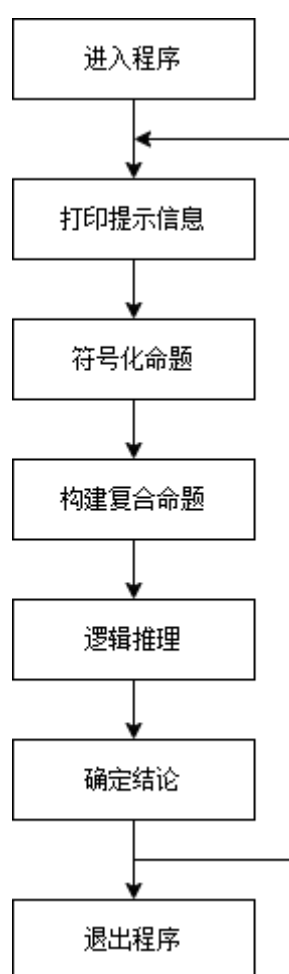 进入程序
打印提示信息
符号化命题
构建复合命题
逻辑推理
确定结论
退出程序